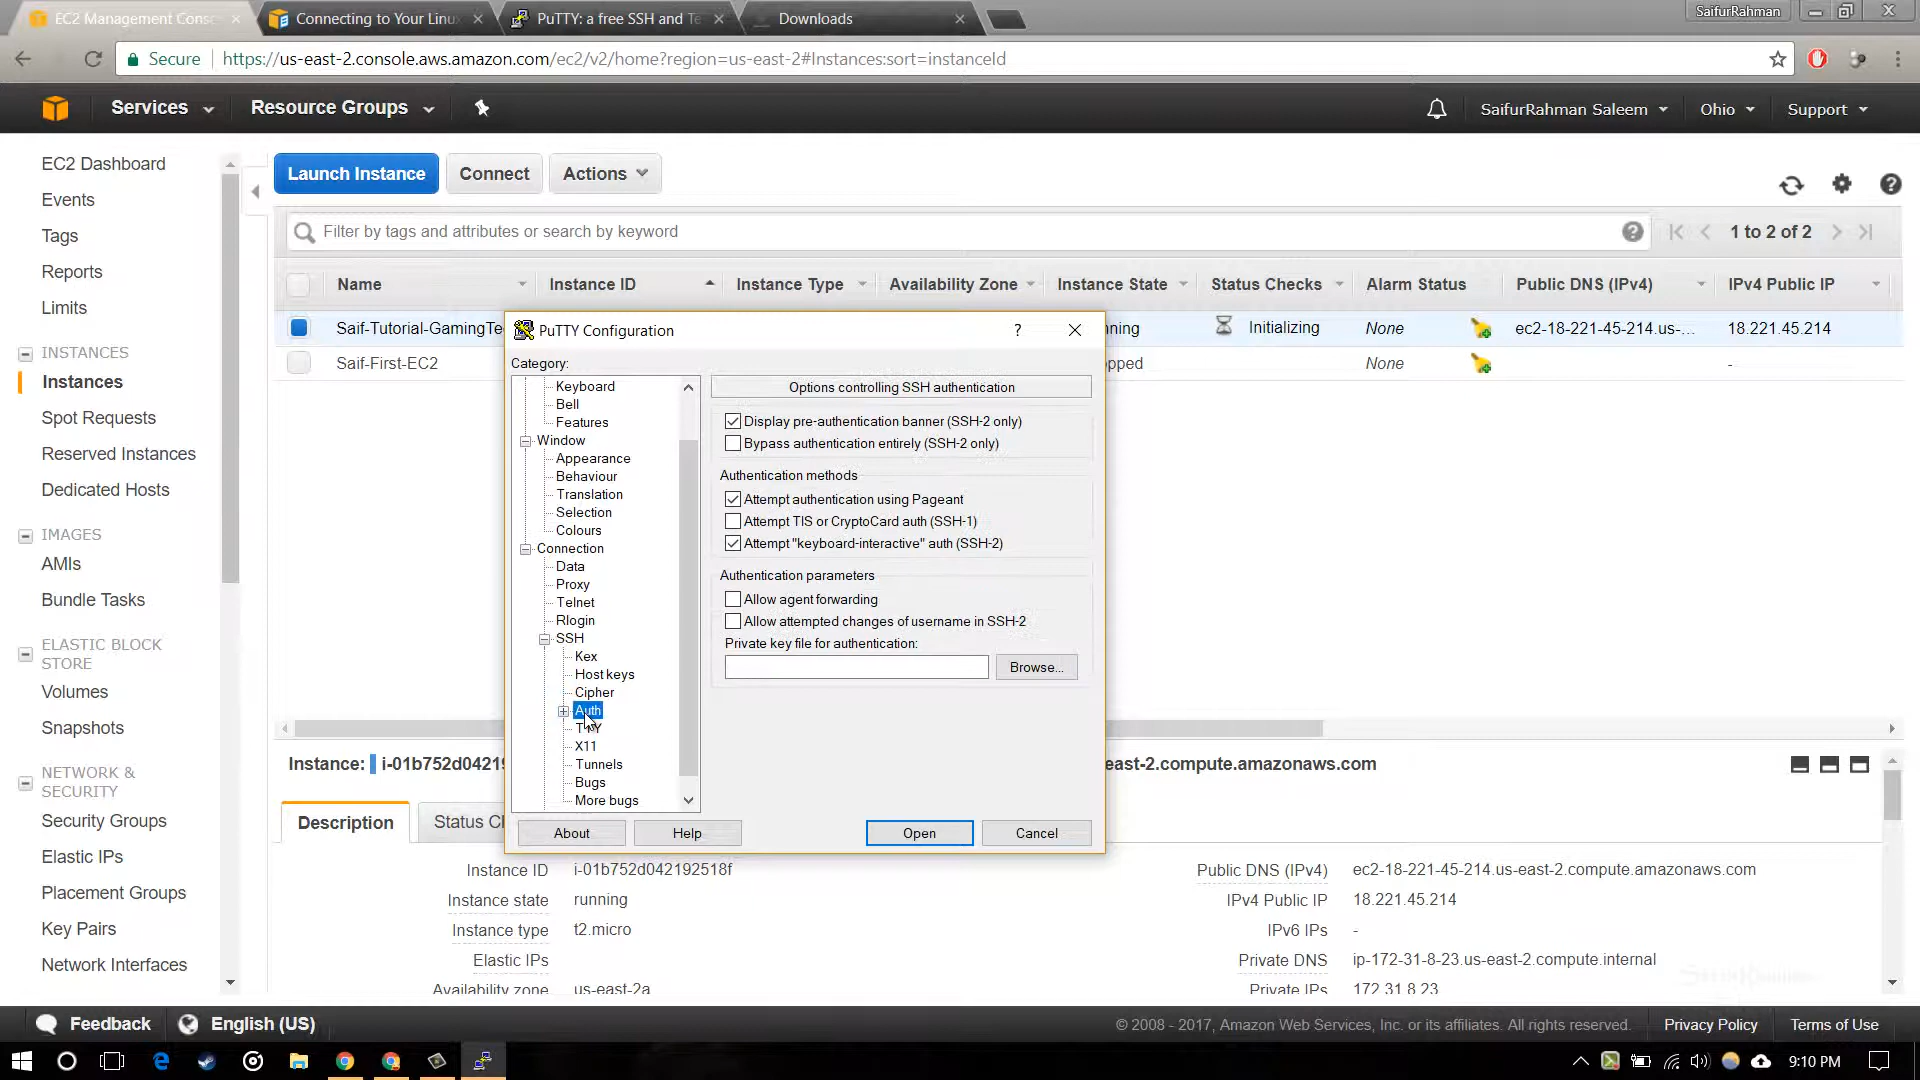 EC2 Management Cons
Connecting to Your Linux
PuTTY: a free SSH and Te
Downloads
SaifurRahman
Secure
https://us-east-2.console.aws.amazon.com/ec2/v2/home?region=us-east-2#Instances:sort=instanceId
Services
Resource Groups
SaifurRahman Saleem
Ohio
Support
EC2 Dashboard
Events
Tags
Reports
Limits
INSTANCES
Instances
Spot Requests
Reserved Instances
Dedicated Hosts
IMAGES
AMIs
Bundle Tasks
ELASTIC BLOCK
STORE
Volumes
Snapshots
NETWORK &
SECURITY
Security Groups
Elastic IPs
Placement Groups
Key Pairs
Network Interfaces
Launch Instance
Connect
Actions
Filter by tags and attributes or search by keyword
1 to 2 of 2
Name
Instance ID
Instance Type
Availability Zone
Instance State
Status Checks
Alarm Status
Public DNS (IPv4)
IPv4 Public IP
Saif-Tutorial-GamingTe
nning
Initializing
None
ec2-18-221-45-214.us-...
18.221.45.214
Saif-First-EC2
opped
None
-
PuTTY Configuration
?
Category:
Keyboard
Bell
Features
Window
Appearance
Behaviour
Translation
Selection
Colours
Connection
Data
Proxy
Telnet
Rlogin
SSH
Kex
Host keys
Cipher
Auth
TTY
X11
Tunnels
Bugs
More bugs
Options controlling SSH authentication
Display pre-authentication banner (SSH-2 only)
Bypass authentication entirely (SSH-2 only)
Authentication methods
Attempt authentication using Pageant
Attempt TIS or CryptoCard auth (SSH-1)
Attempt "keyboard-interactive" auth (SSH-2)
Authentication parameters
Allow agent forwarding
Allow attempted changes of username in SSH-2
Private key file for authentication:
Browse...
About
Help
Open
Cancel
Instance:
i-01b752d04219
east-2.compute.amazonaws.com
Description
Status C
Instance ID
i-01b752d042192518f
Instance state
running
Instance type
t2.micro
Elastic IPs
Availability zone
us-east-2a
Public DNS (IPv4)
ec2-18-221-45-214.us-east-2.compute.amazonaws.com
IPv4 Public IP
18.221.45.214
IPv6 IPs
-
Private DNS
ip-172-31-8-23.us-east-2.compute.internal
Private IPs
172.31.8.23
Feedback
English (US)
© 2008 - 2017, Amazon Web Services, Inc. or its affiliates. All rights reserved.
Privacy Policy
Terms of Use
9:10 PM